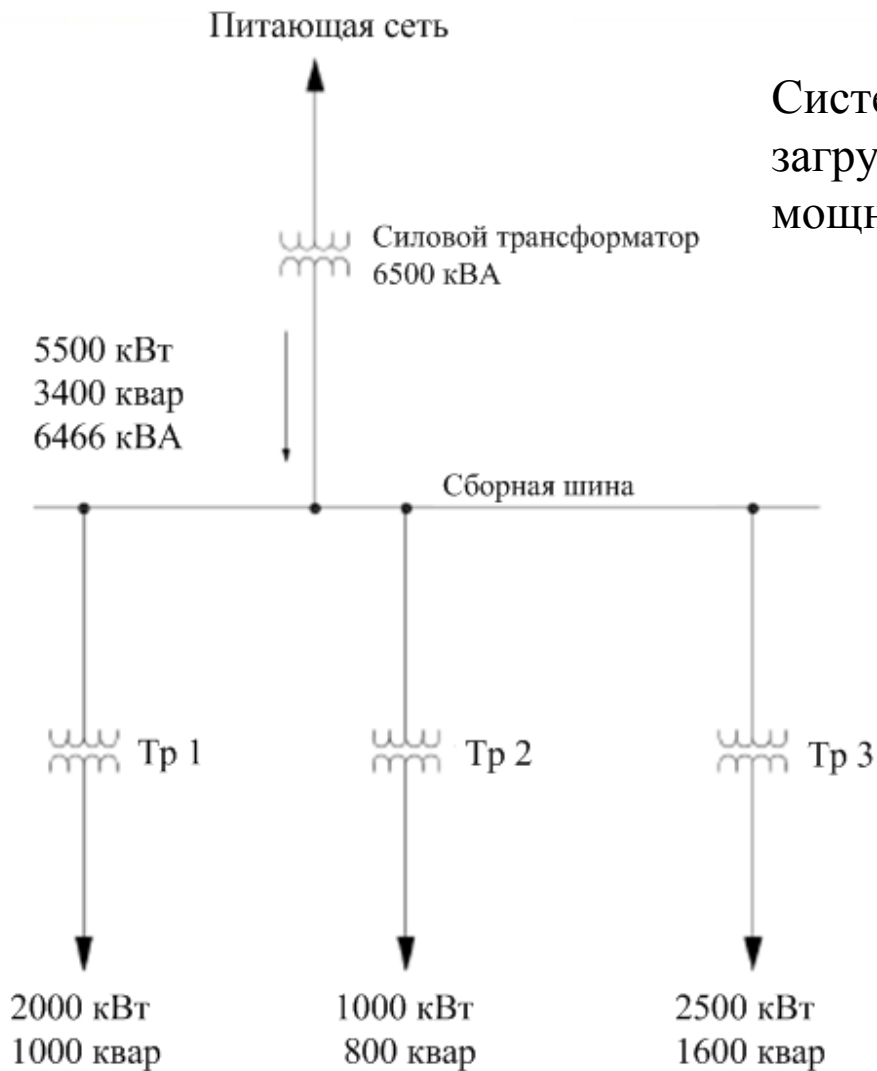 Питающая сеть
Силовой трансформатор
6500 кВА
5500 кВт
3400 квар
6466 кВА
Сборная шина
Тр 1
Тр 2
Тр 3
2000 кВт
1000 квар
1000 кВт
800 квар
2500 кВт
1600 квар